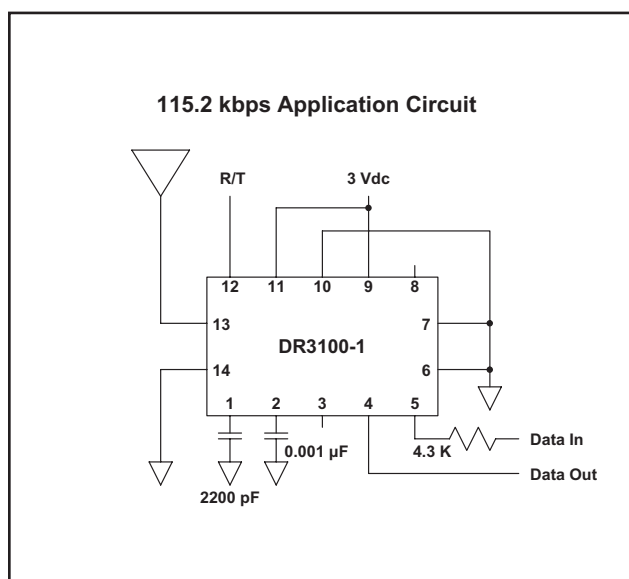 115.2 kbps Application Circuit
R/T
3 Vdc
12 11 10 9 8
13
7
DR3100-1
14
6
1 2 3 4 5
0.001 µF
4.3 K
Data In
Data Out
2200 pF